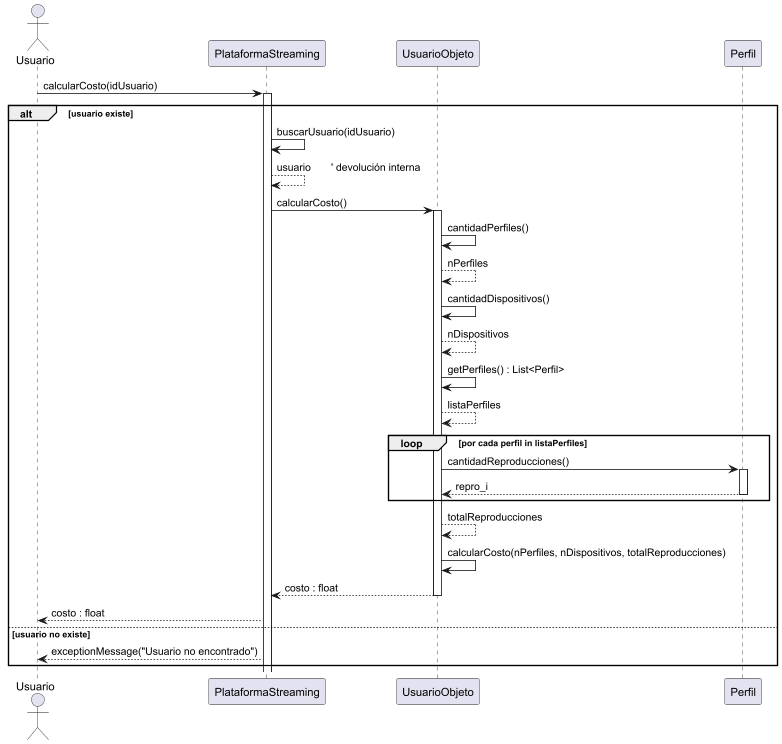 Usuario
PlataformaStreaming
UsuarioObjeto
Perfil
calcularCosto(idUsuario)
alt
[usuario existe]
buscarUsuario(idUsuario)
usuario ' devolución interna
calcularCosto()
cantidadPerfiles()
nPerfiles
cantidadDispositivos()
nDispositivos
getPerfiles() : List<Perfil>
listaPerfiles
loop
[por cada perfil in listaPerfiles]
cantidadReproducciones()
repro_i
totalReproducciones
calcularCosto(nPerfiles, nDispositivos, totalReproducciones)
costo : float
costo : float
[usuario no existe]
exceptionMessage("Usuario no encontrado")
Usuario
PlataformaStreaming
UsuarioObjeto
Perfil